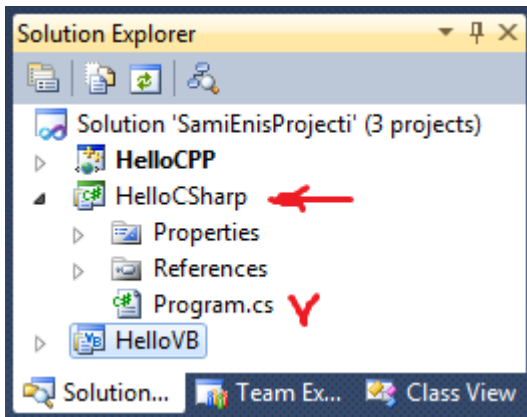 Solution Explorer
Solution 'SamiEnisProjecti' (3 projects)
HelloCPP
HelloCSharp
Properties
References
Program.cs
HelloVB
Solution... Team Ex... Class View